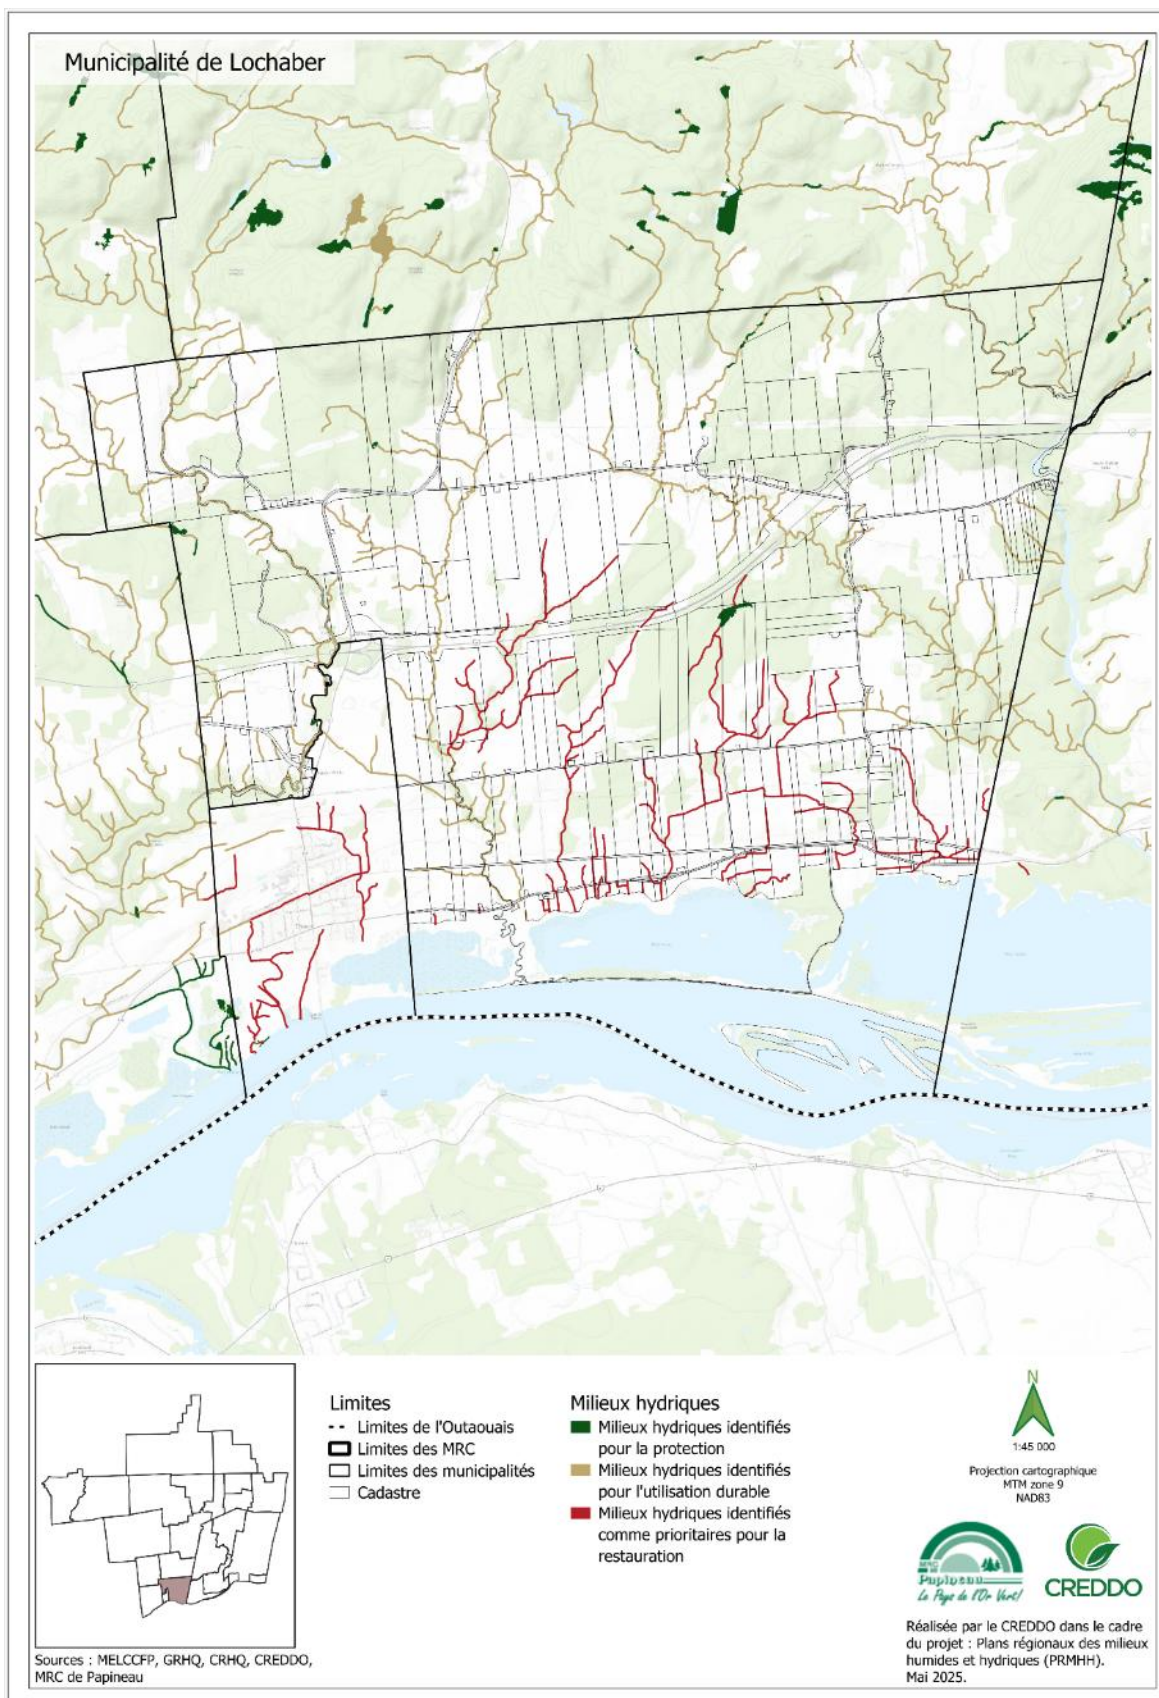 Municipalité de Lochaber
Limites
Limites de l'Outaouais
Limites des MRC
Limites des municipalités
Cadastre
Milieux hydriques
Milieux hydriques identifiés
pour la protection
Milieux hydriques identifiés
pour l'utilisation durable
Milieux hydriques identifiés
comme prioritaires pour la
restauration
N
1:45 000
Projection cartographique
MTM zone 9
NAD83
MRC de
Papineau
Le Pays de l'Or Vert!
CREDDO
Réalisée par le CREDDO dans le cadre
du projet : Plans régionaux des milieux
humides et hydriques (PRMHH).
Mai 2025.
Sources : MELCCFP, GRHQ, CRHQ, CREDDO,
MRC de Papineau